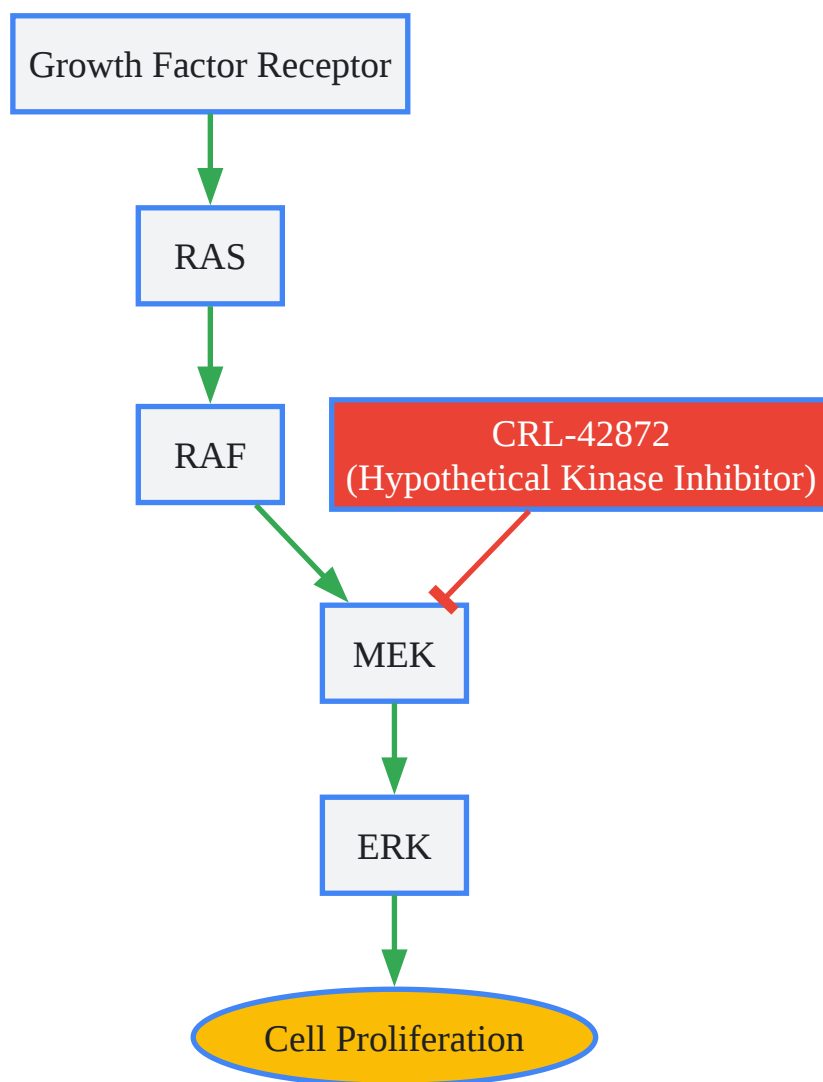 Growth Factor Receptor
RAS
RAF
CRL-42872
(Hypothetical Kinase Inhibitor)
MEK
ERK
Cell Proliferation